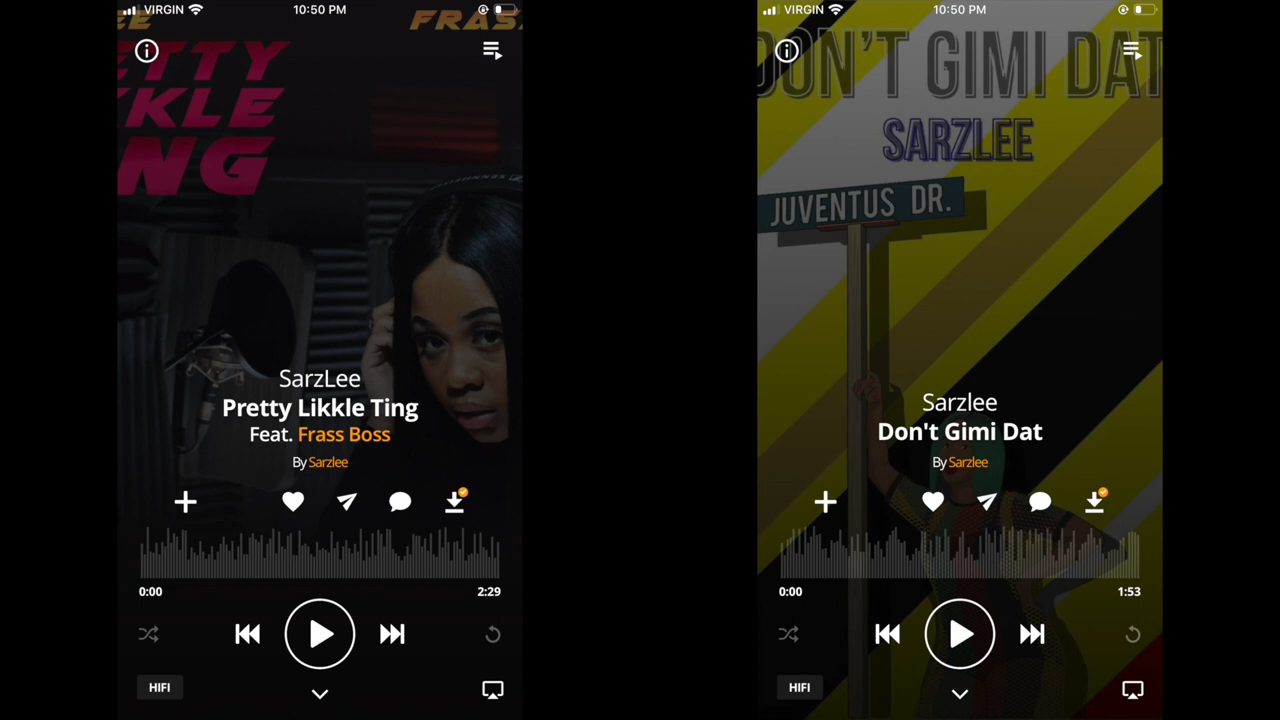 VIRGIN
10:50 PM
FRAS
ETTY
KKLE
NG
SarzLee
Pretty Likkle Ting
Feat. Frass Boss
By Sarzlee
0:00
2:29
HIFI
VIRGIN
10:50 PM
DON'T GIMI DAT
SARZLEE
JUVENTUS DR.
Sarzlee
Don't Gimi Dat
By Sarzlee
0:00
1:53
HIFI